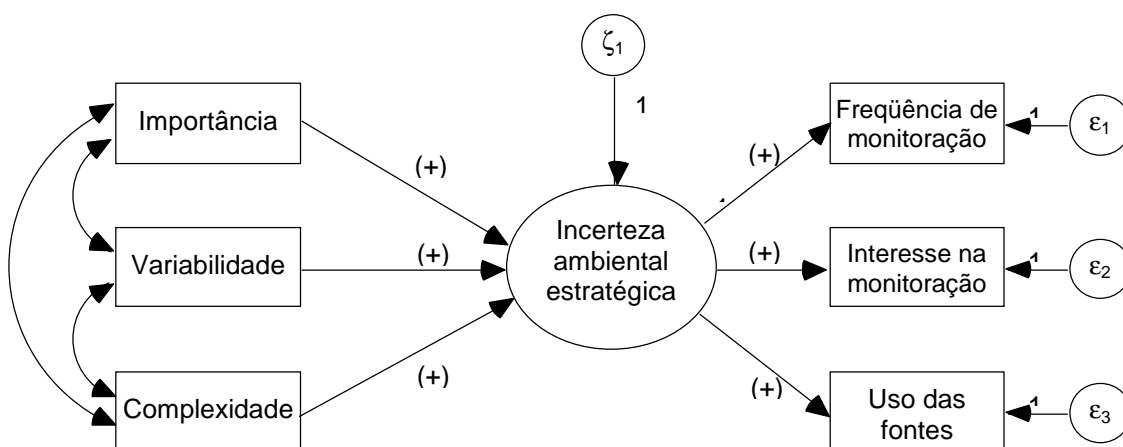 ζ1
1
Importância
(+)
Variabilidade
(+)
Complexidade
(+)
Incerteza
ambiental
estratégica
(+)
(+)
(+)
Freqüência de
monitoração
1
ε1
Interesse na
monitoração
1
ε2
Uso das
fontes
1
ε3